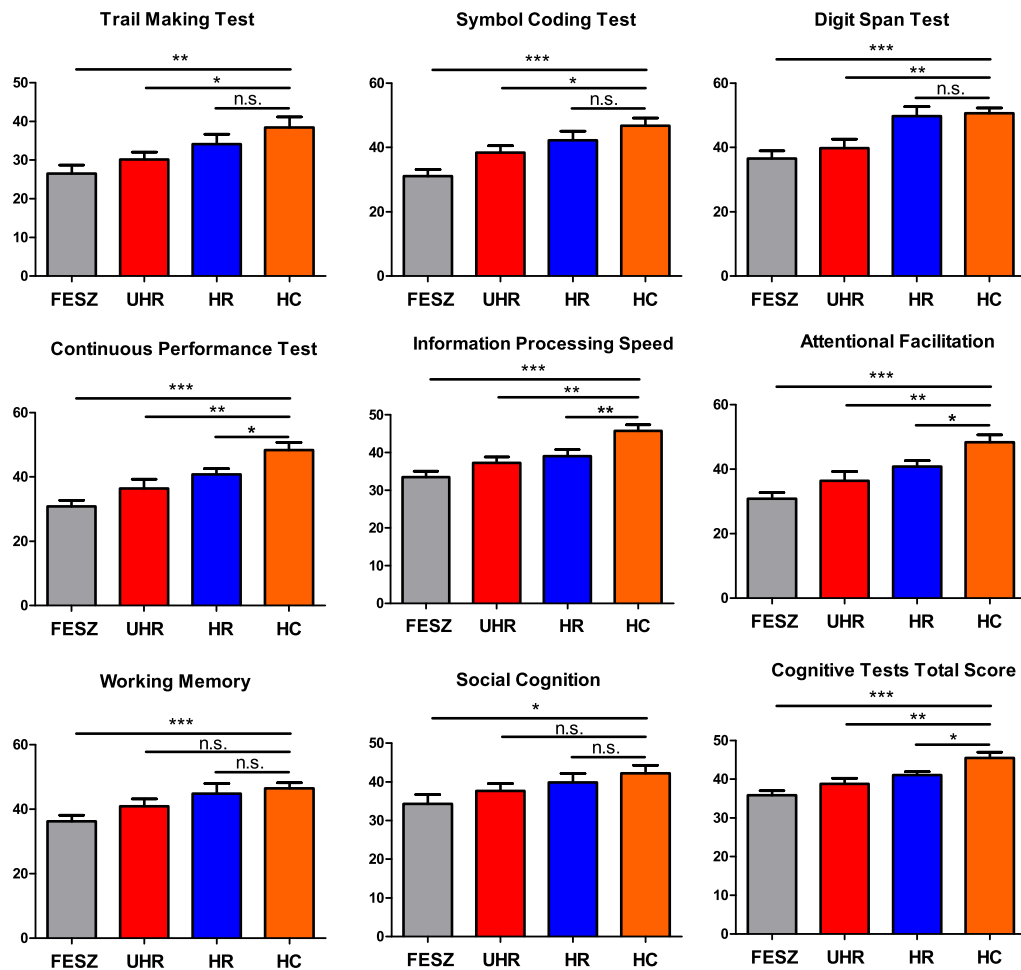 Trail Making Test
**
*
n.s.
50
40
30
20
10
0
FESZ UHR HR HC
Symbol Coding Test
***
*
n.s.
60
40
20
0
FESZ UHR HR HC
Digit Span Test
***
**
n.s.
60
40
20
0
FESZ UHR HR HC
Continuous Performance Test
***
**
*
60
40
20
0
FESZ UHR HR HC
Information Processing Speed
***
**
**
50
40
30
20
10
0
FESZ UHR HR HC
Attentional Facilitation
***
**
*
60
40
20
0
FESZ UHR HR HC
Working Memory
***
n.s.
n.s.
60
40
20
0
FESZ UHR HR HC
Social Cognition
*
n.s.
n.s.
50
40
30
20
10
0
FESZ UHR HR HC
Cognitive Tests Total Score
***
**
*
50
40
30
20
10
0
FESZ UHR HR HC